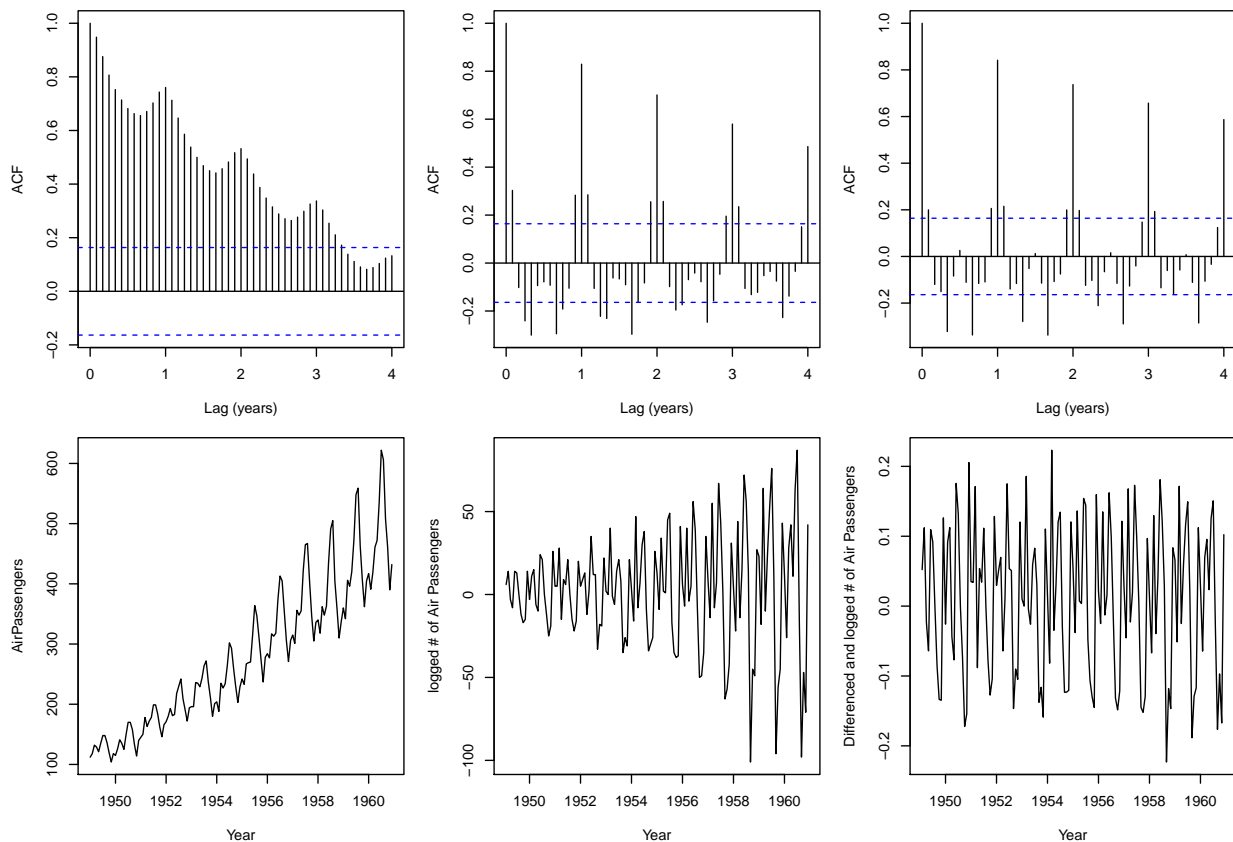 ACF
1.0
0.8
0.6
0.4
0.2
0.0
−0.2
0 1 2 3 4
Lag (years)
ACF
1.0
0.8
0.6
0.4
0.2
0.0
−0.2
0 1 2 3 4
Lag (years)
ACF
1.0
0.8
0.6
0.4
0.2
0.0
−0.2
0 1 2 3 4
Lag (years)
AirPassengers
600
500
400
300
200
100
1950 1952 1954 1956 1958 1960
Year
logged # of Air Passengers
50
0
−50
−100
1950 1952 1954 1956 1958 1960
Year
Differenced and logged # of Air Passengers
0.2
0.1
0.0
−0.1
−0.2
1950 1952 1954 1956 1958 1960
Year